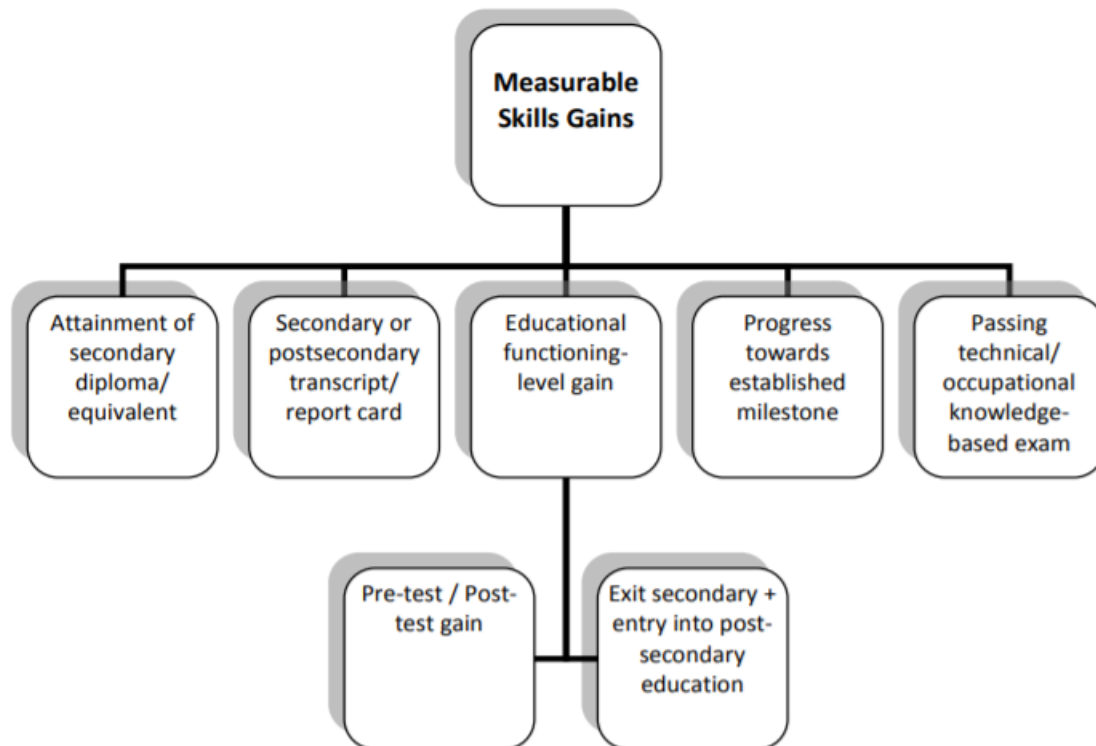 Measurable
Skills Gains
Attainment of
secondary
diploma/
equivalent
Secondary or
postsecondary
transcript/
report card
Educational
functioning-
level gain
Progress
towards
established
milestone
Passing
technical/
occupational
knowledge-
based exam
Pre-test / Post-
test gain
Exit secondary +
entry into post-
secondary
education